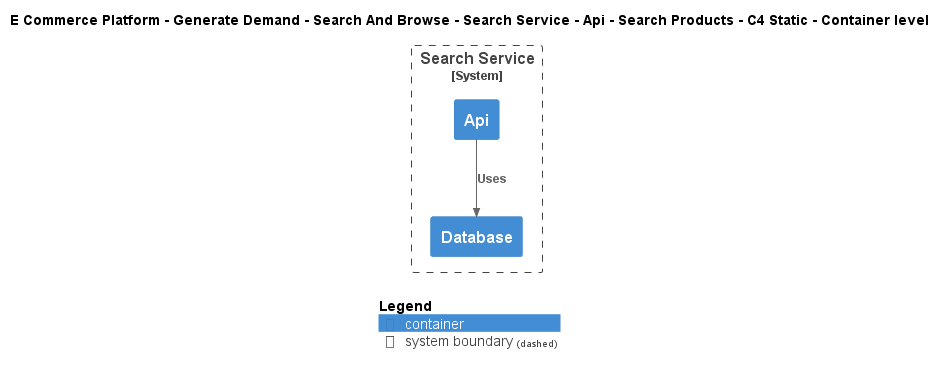 E Commerce Platform - Generate Demand - Search And Browse - Search Service - Api - Search Products - C4 Static - Container level
Search Service
[System]
Api
Uses
Database
Legend
container
system boundary (dashed)